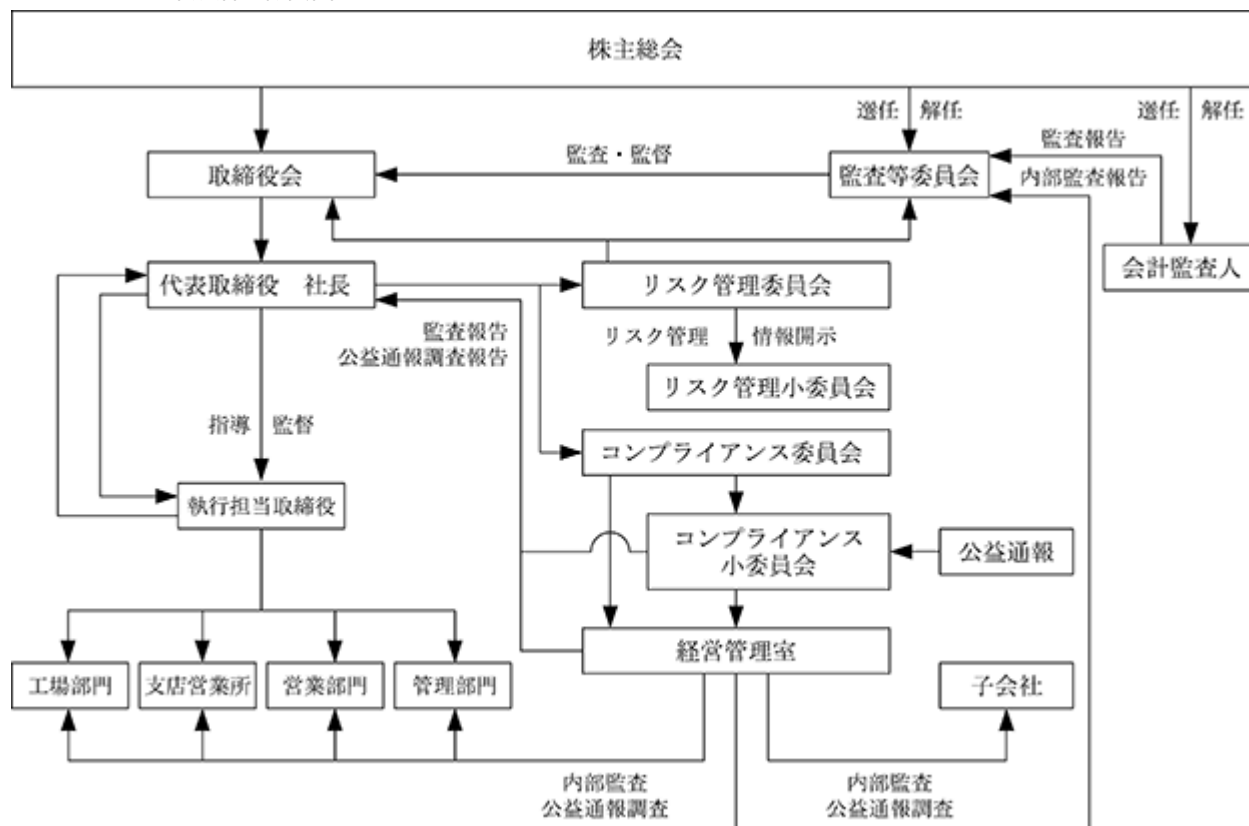 株主総会
選任 解任
選任 解任
監査報告
監査・監督
取締役会
監査等委員会
内部監査報告
代表取締役 社長
リスク管理委員会
会計監査人
監査報告
公益通報調査報告
リスク管理 情報開示
リスク管理小委員会
指導 監督
コンプライアンス委員会
執行担当取締役
コンプライアンス
小委員会
公益通報
経営管理室
工場部門
支店営業所
営業部門
管理部門
子会社
内部監査
公益通報調査
内部監査
公益通報調査